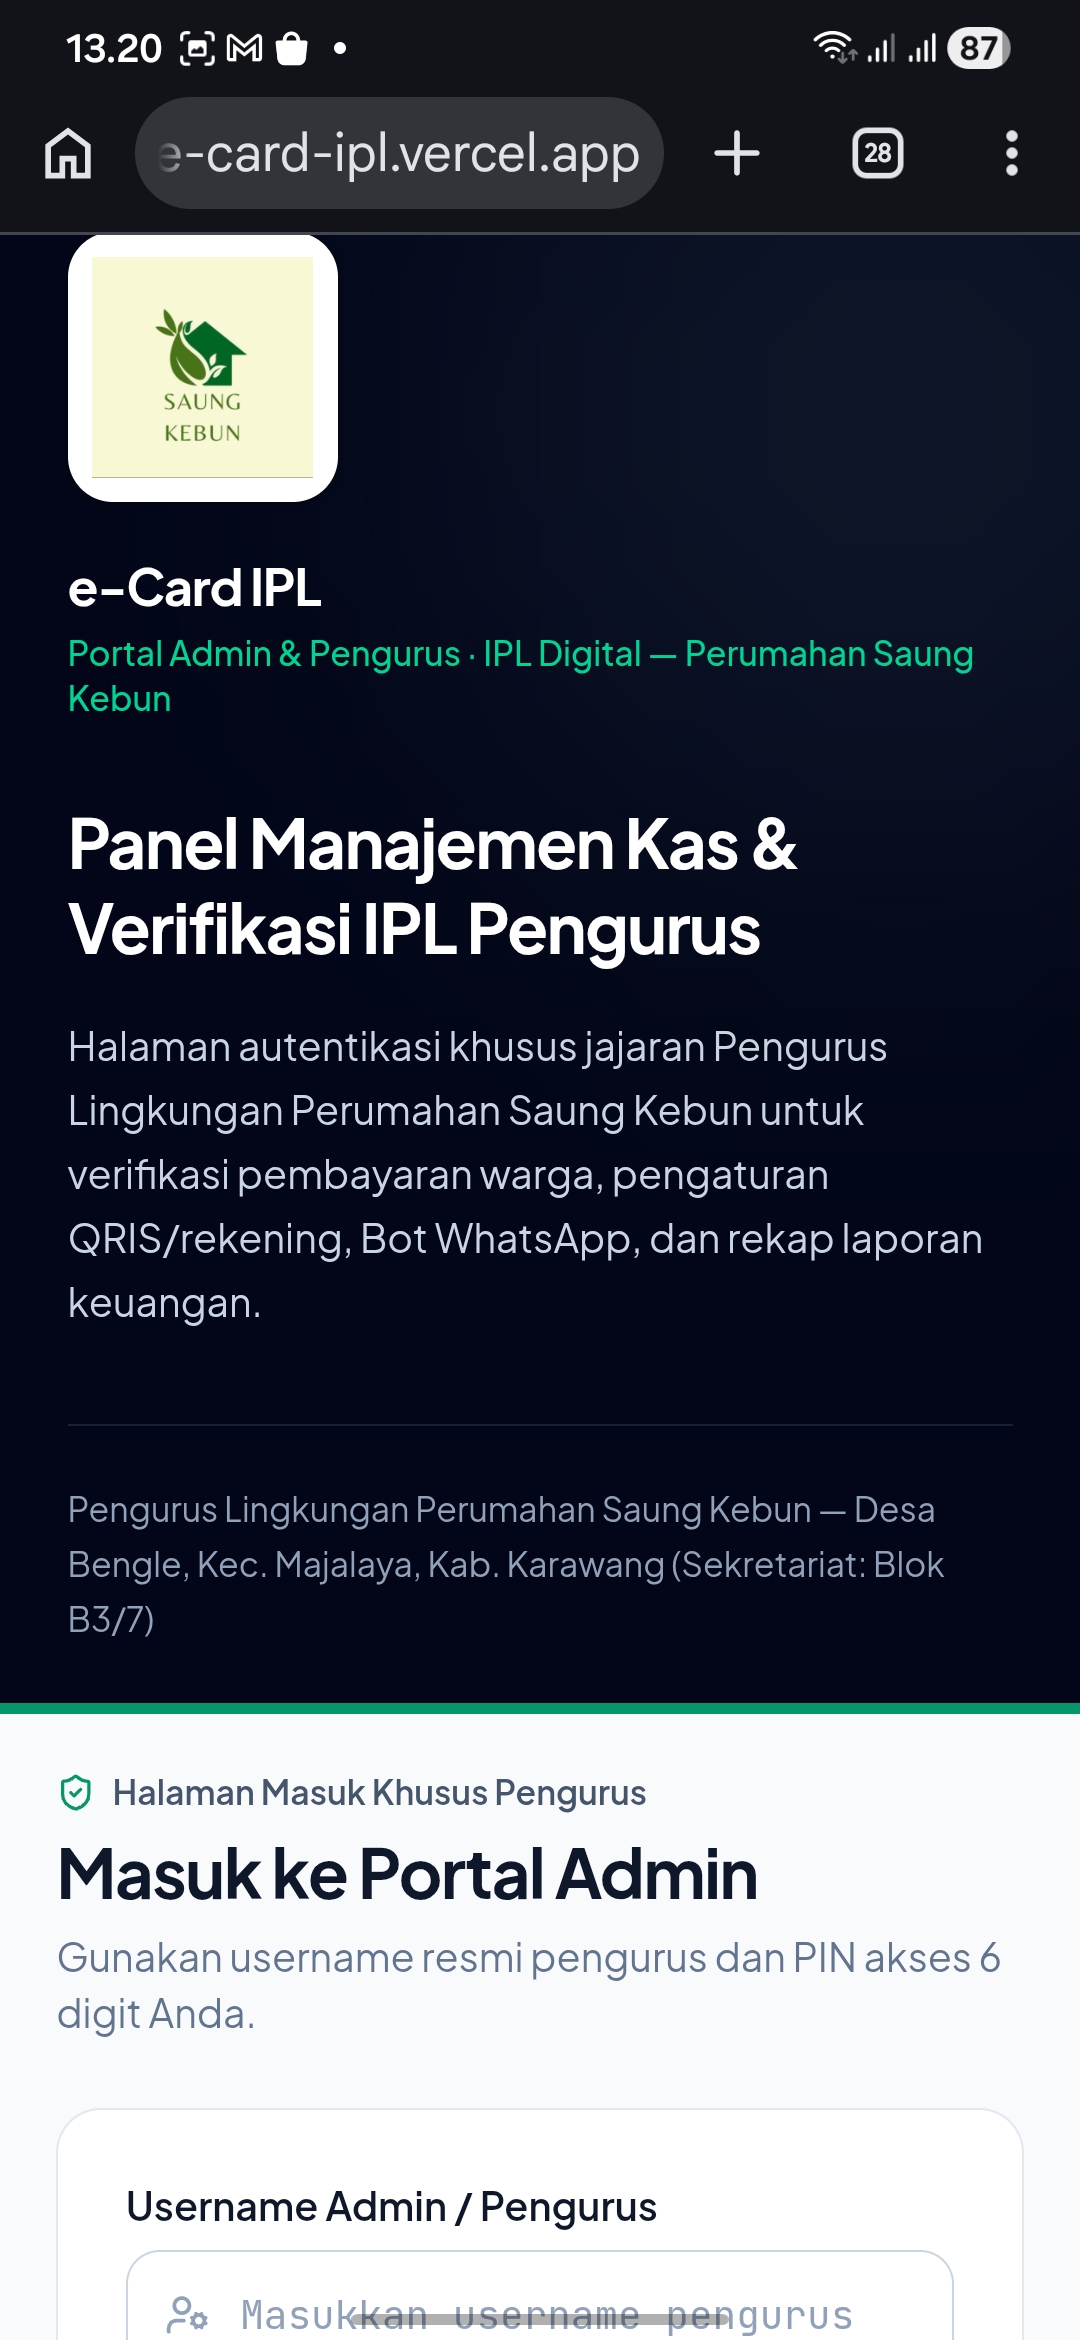 13.20
87
e-card-ipl.vercel.app
28
SAUNG
KEBUN
e-Card IPL
Portal Admin & Pengurus · IPL Digital — Perumahan Saung
Kebun
Panel Manajemen Kas &
Verifikasi IPL Pengurus
Halaman autentikasi khusus jajaran Pengurus
Lingkungan Perumahan Saung Kebun untuk
verifikasi pembayaran warga, pengaturan
QRIS/rekening, Bot WhatsApp, dan rekap laporan
keuangan.
Pengurus Lingkungan Perumahan Saung Kebun — Desa
Bengle, Kec. Majalaya, Kab. Karawang (Sekretariat: Blok
B3/7)
Halaman Masuk Khusus Pengurus
Masuk ke Portal Admin
Gunakan username resmi pengurus dan PIN akses 6
digit Anda.
Username Admin / Pengurus
Masukkan username pengurus